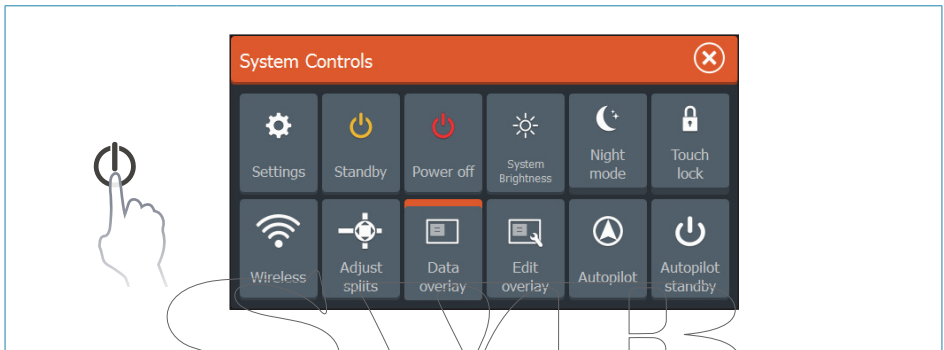 System Controls
Settings
Standby
Power off
System
Brightness
Night
mode
Touch
lock
Wireless
Adjust
splits
Data
overlay
Edit
overlay
Autopilot
Autopilot
standby
SVB